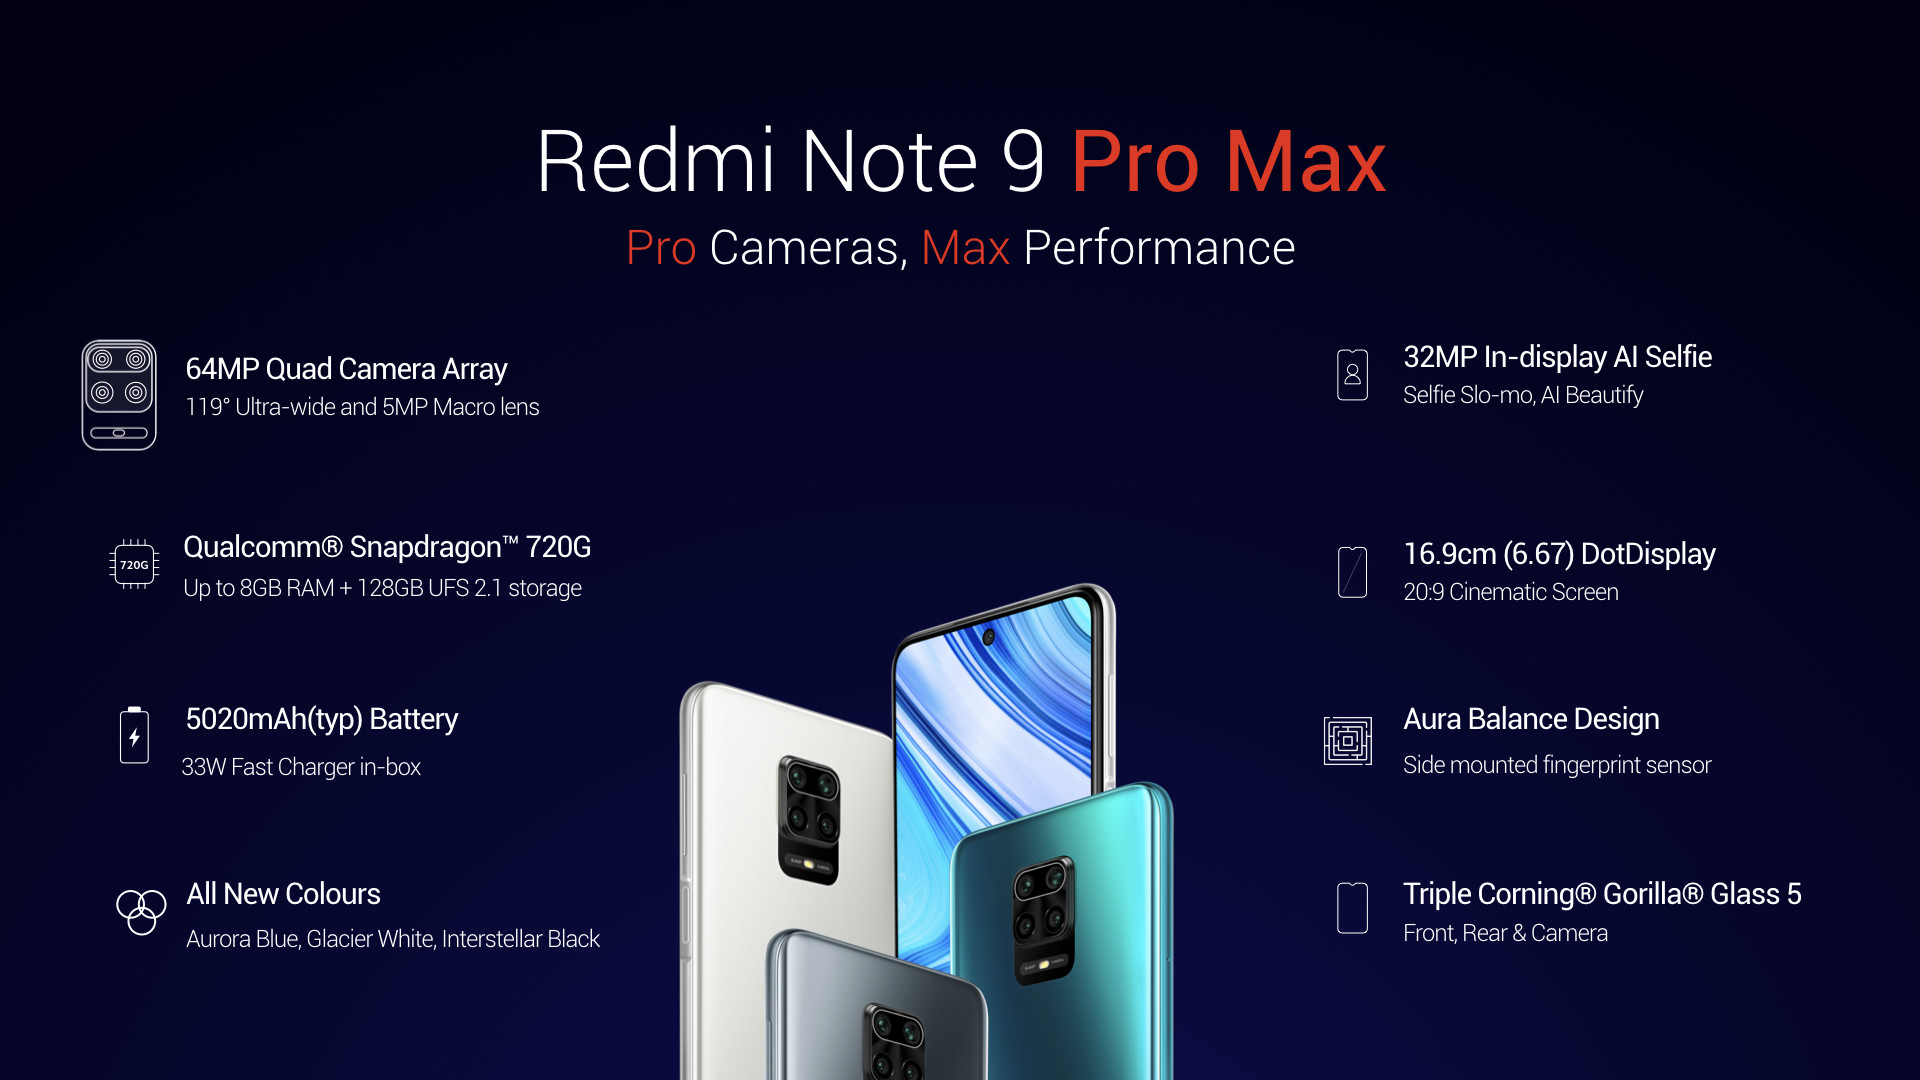 Redmi Note 9 Pro Max
Pro Cameras, Max Performance
64MP Quad Camera Array
119° Ultra-wide and 5MP Macro lens
720G
Qualcomm® Snapdragon™ 720G
Up to 8GB RAM + 128GB UFS 2.1 storage
5020mAh(typ) Battery
33W Fast Charger in-box
All New Colours
Aurora Blue, Glacier White, Interstellar Black
32MP In-display AI Selfie
Selfie Slo-mo, AI Beautify
16.9cm (6.67) DotDisplay
20:9 Cinematic Screen
Aura Balance Design
Side mounted fingerprint sensor
Triple Corning® Gorilla® Glass 5
Front, Rear & Camera